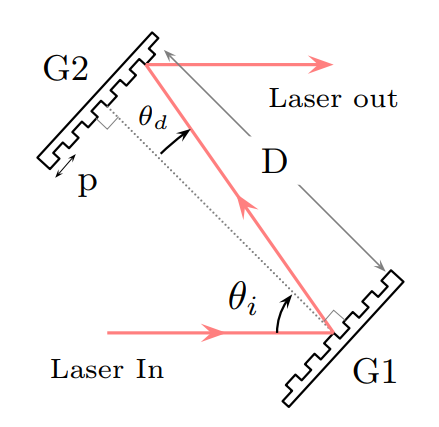 G2
Laser out
θd
D
p
θi
Laser In
G1